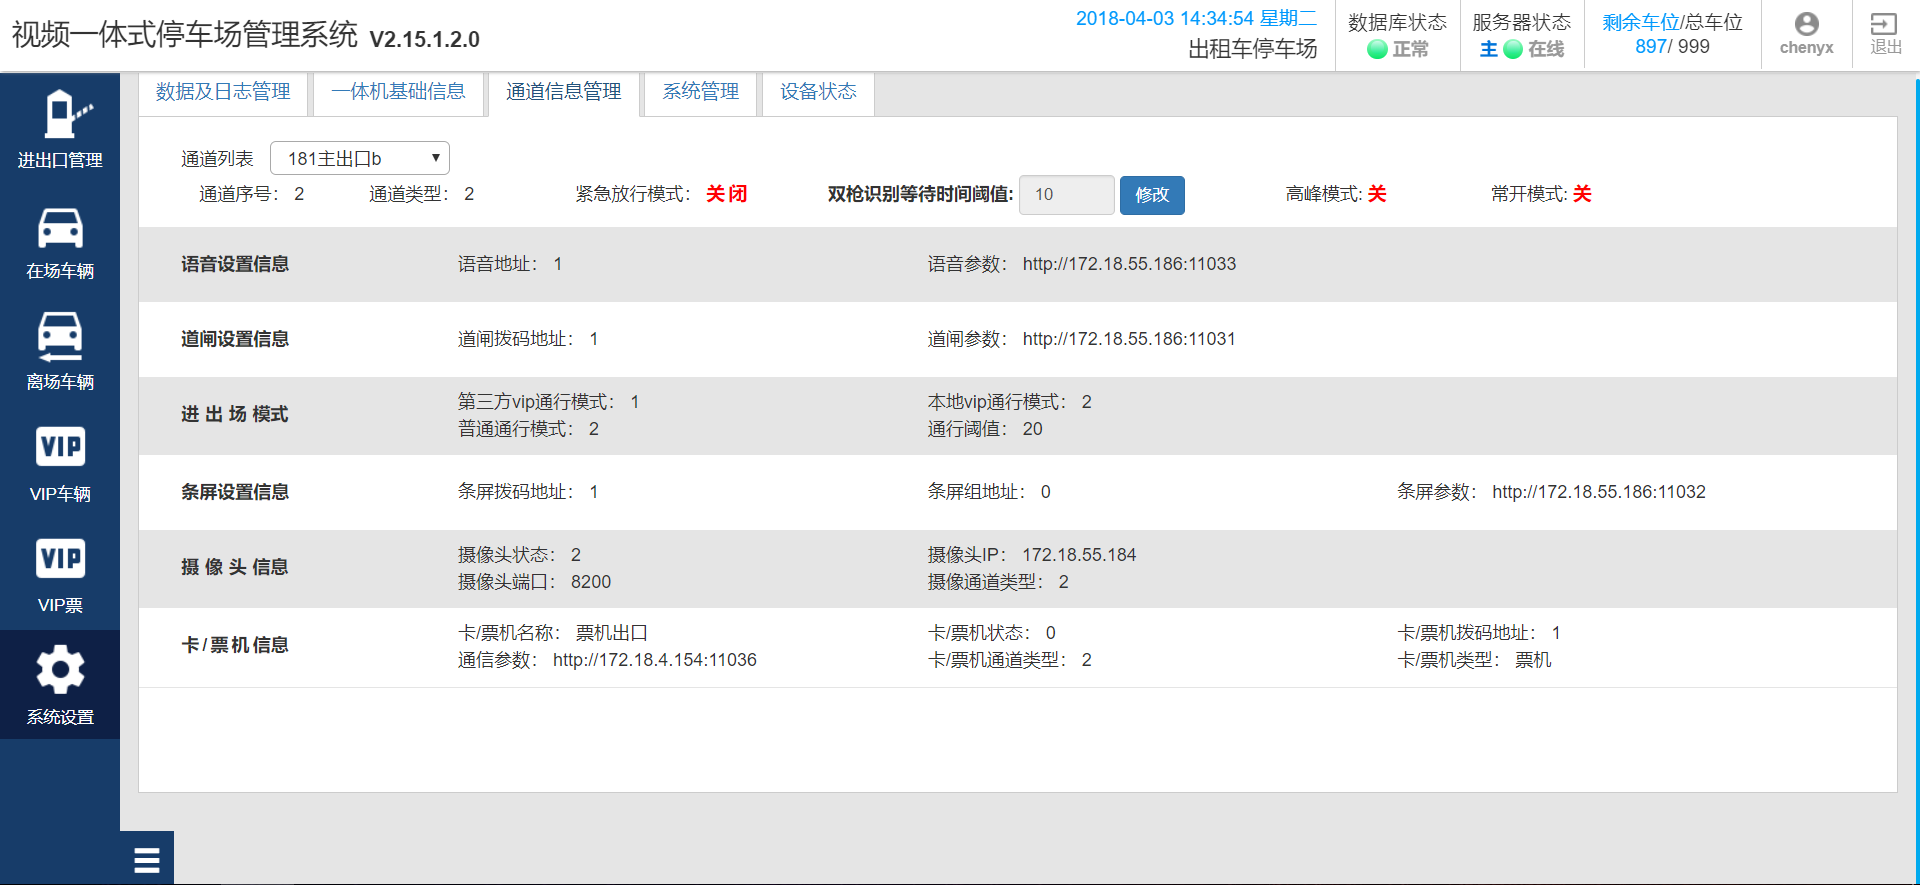 视频一体式停车场管理系统 V2.15.1.2.0
2018-04-03 14:34:54 星期二
出租车停车场
数据库状态
正常
服务器状态
主 在线
剩余车位/总车位
897/ 999
chenyx
退出
进出口管理
在场车辆
离场车辆
VIP
VIP车辆
VIP
VIP票
系统设置
数据及日志管理 一体机基础信息 通道信息管理 系统管理 设备状态
通道列表 181主出口b
通道序号： 2 通道类型： 2 紧急放行模式： 关闭 双枪识别等待时间阈值: 10 修改 高峰模式: 关 常开模式: 关
语音设置信息 语音地址： 1 语音参数： http://172.18.55.186:11033
道闸设置信息 道闸拨码地址： 1 道闸参数： http://172.18.55.186:11031
进 出 场 模式
第三方vip通行模式： 1 本地vip通行模式： 2
普通通行模式： 2 通行阈值： 20
条屏设置信息 条屏拨码地址： 1 条屏组地址： 0 条屏参数： http://172.18.55.186:11032
摄 像 头 信息
摄像头状态： 2 摄像头IP： 172.18.55.184
摄像头端口： 8200 摄像通道类型： 2
卡/票机信息
卡/票机名称： 票机出口 卡/票机状态： 0 卡/票机拨码地址： 1
通信参数： http://172.18.4.154:11036 卡/票机通道类型： 2 卡/票机类型： 票机